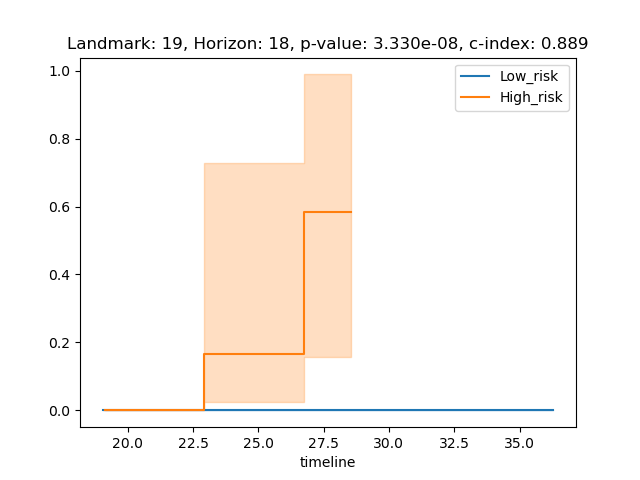 Landmark: 19, Horizon: 18, p-value: 3.330e-08, c-index: 0.889
Low_risk
High_risk
1.0
0.8
0.6
0.4
0.2
0.0
20.0 22.5 25.0 27.5 30.0 32.5 35.0
timeline